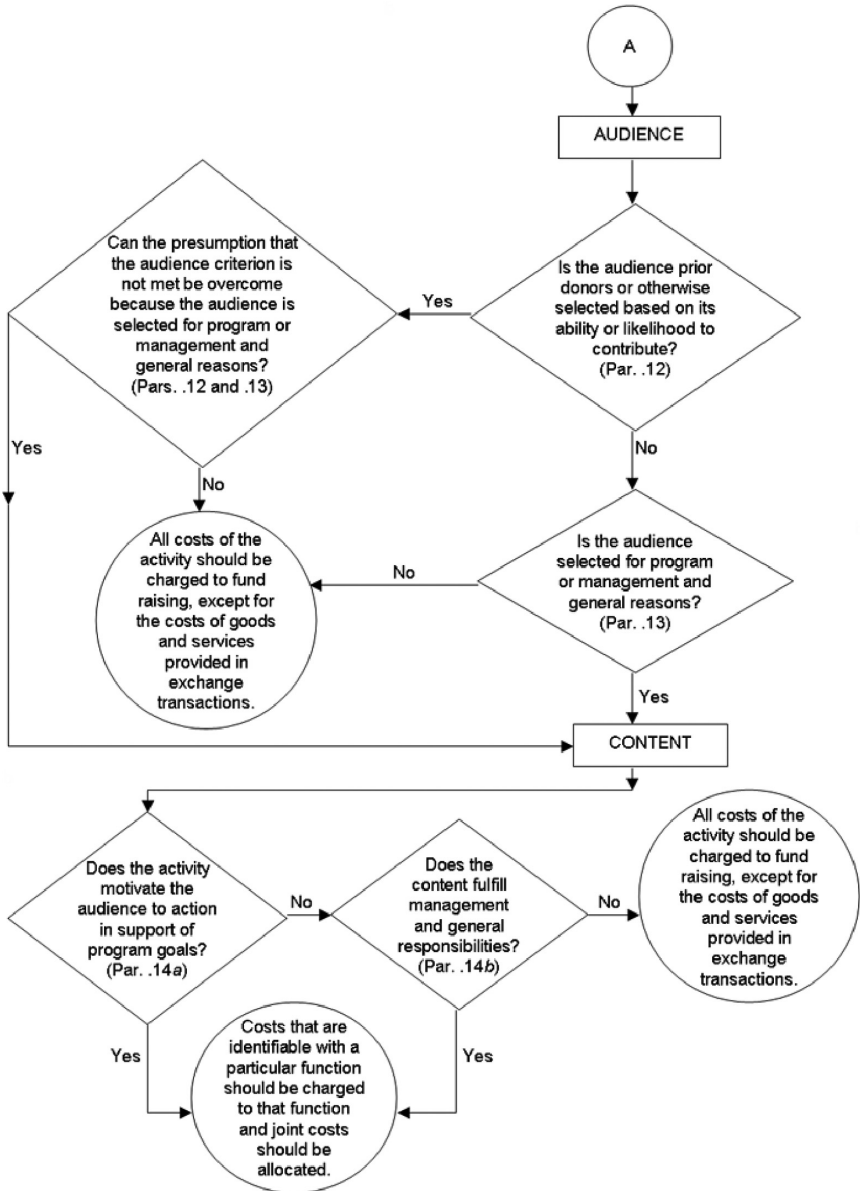 A
AUDIENCE
Is the audience prior
donors or otherwise
selected based on its
ability or likelihood to
contribute?
(Par. .12)
Yes
Can the presumption that
the audience criterion is
not met be overcome
because the audience is
selected for program or
management and
general reasons?
(Pars. .12 and .13)
Yes
No
No
All costs of the
activity should be
charged to fund
raising, except for
the costs of goods
and services
provided in
exchange
transactions.
No
Is the audience
selected for program
or management and
general reasons?
(Par. .13)
Yes
CONTENT
Does the activity
motivate the
audience to action
in support of
program goals?
(Par. .14a)
No
Does the
content fulfill
management
and general
responsibilities?
(Par. .14b)
No
All costs of the
activity should be
charged to fund
raising, except for
the costs of goods
and services
provided in
exchange
transactions.
Yes
Yes
Costs that are
identifiable with a
particular function
should be charged
to that function
and joint costs
should be
allocated.